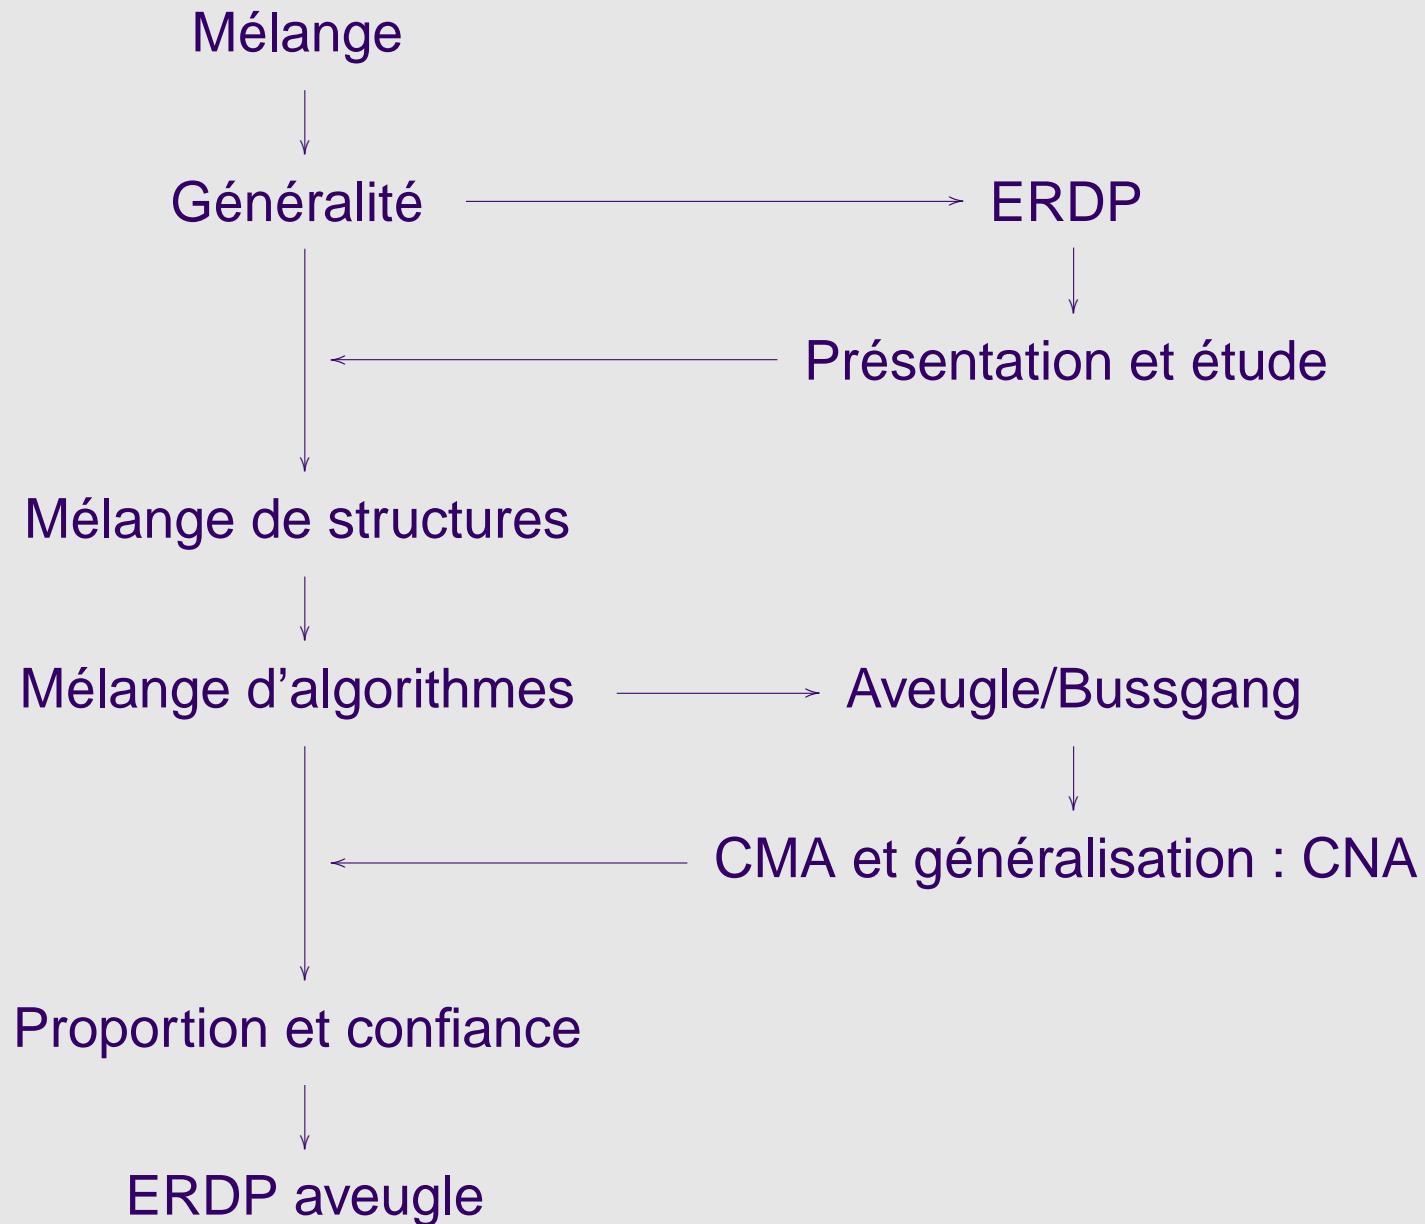 Mélange
Généralité
ERDP
Présentation et étude
Mélange de structures
Mélange d'algorithmes
Aveugle/Bussgang
CMA et généralisation : CNA
Proportion et confiance
ERDP aveugle